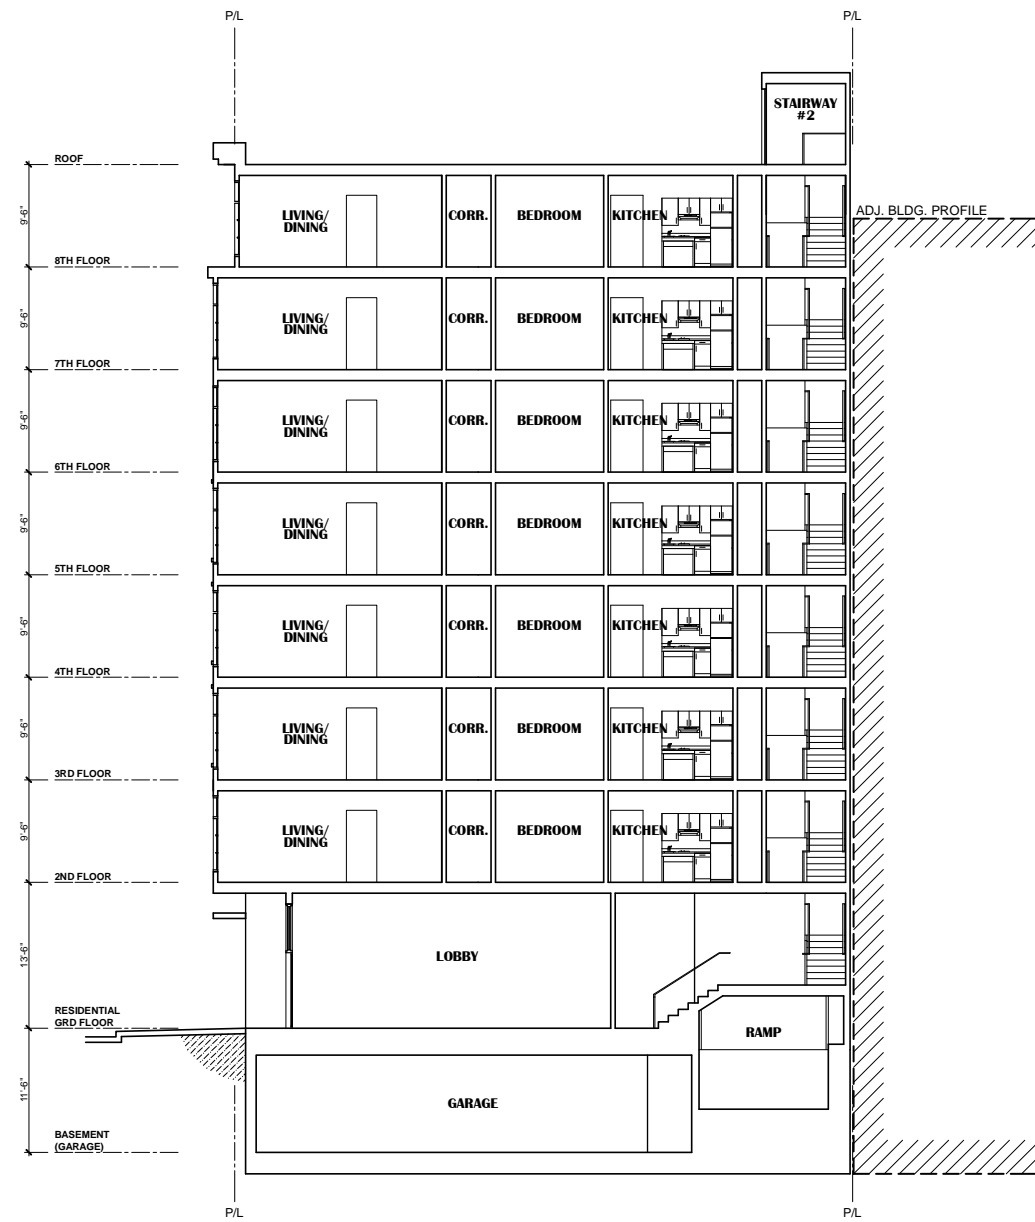 P/L
P/L
STAIRWAY
#2
ROOF
9'-6"
LIVING/
DINING
CORR.
BEDROOM
KITCHEN
ADJ. BLDG. PROFILE
8TH FLOOR
9'-6"
LIVING/
DINING
CORR.
BEDROOM
KITCHEN
7TH FLOOR
9'-6"
LIVING/
DINING
CORR.
BEDROOM
KITCHEN
6TH FLOOR
9'-6"
LIVING/
DINING
CORR.
BEDROOM
KITCHEN
5TH FLOOR
9'-6"
LIVING/
DINING
CORR.
BEDROOM
KITCHEN
4TH FLOOR
9'-6"
LIVING/
DINING
CORR.
BEDROOM
KITCHEN
3RD FLOOR
9'-6"
LIVING/
DINING
CORR.
BEDROOM
KITCHEN
2ND FLOOR
13'-6"
LOBBY
RESIDENTIAL
GRD FLOOR
RAMP
11'-6"
GARAGE
BASEMENT
(GARAGE)
P/L
P/L